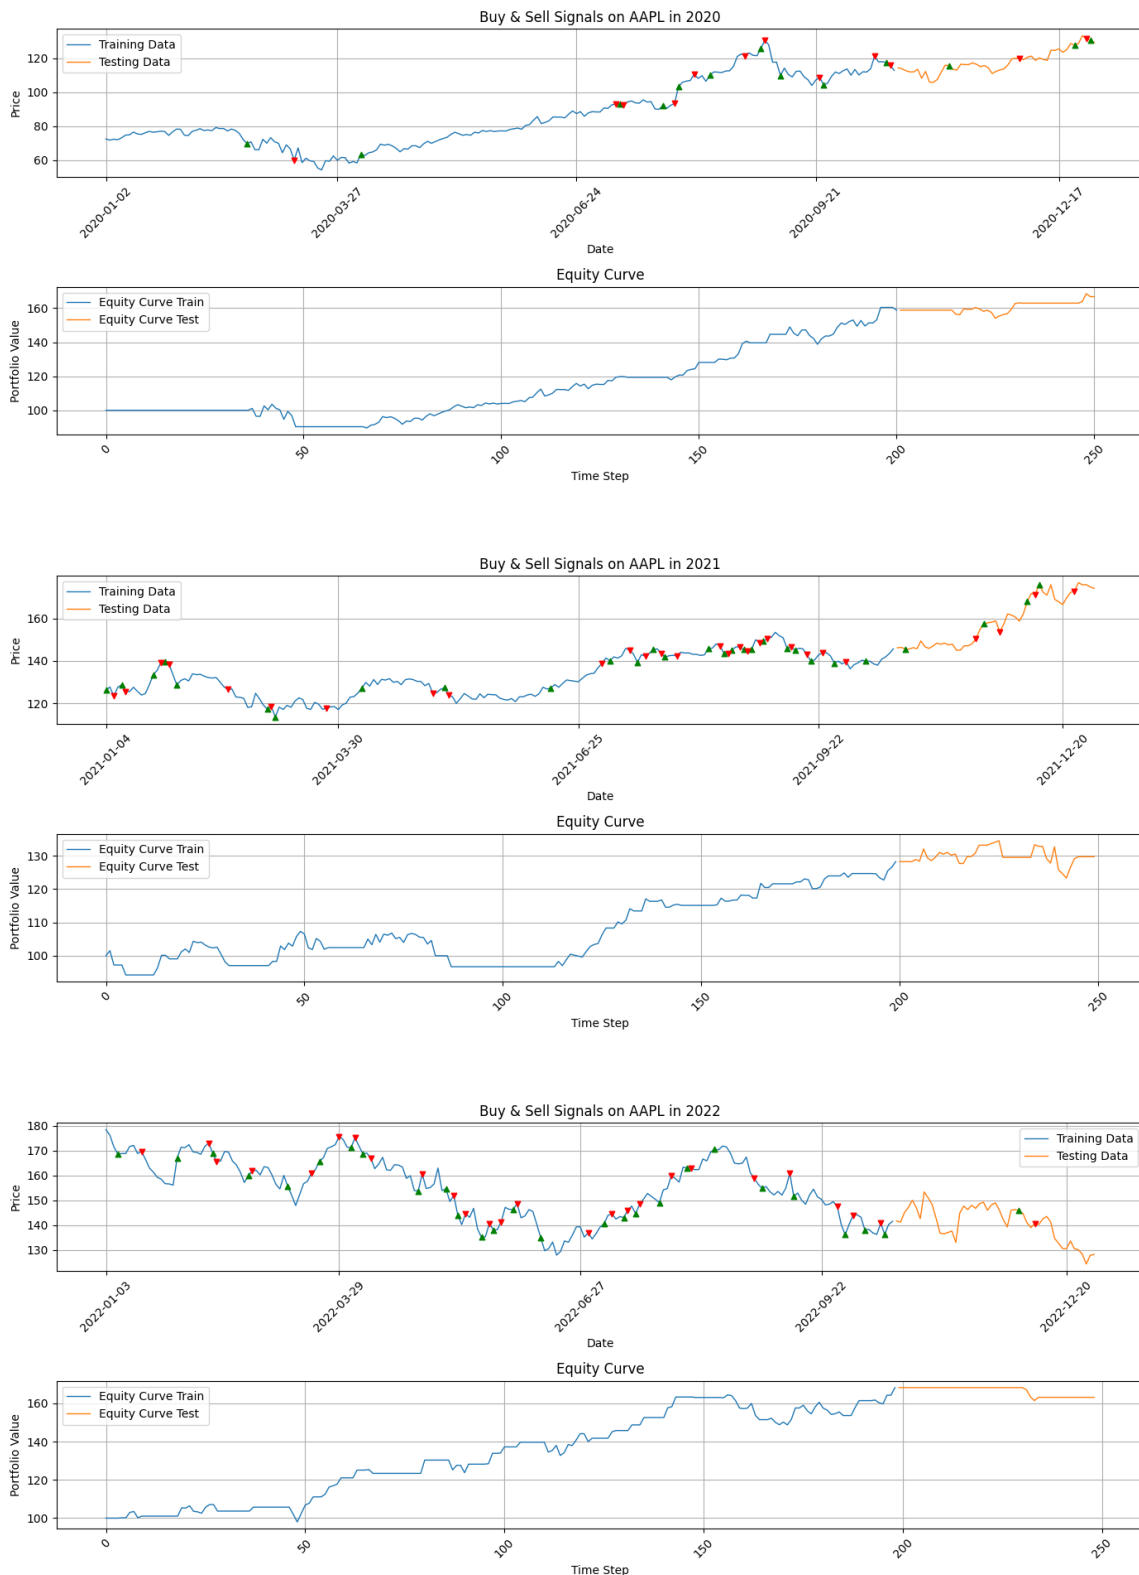 Buy & Sell Signals on AAPL in 2020
Training Data
Testing Data
Price
120
100
80
60
2020-01-02
2020-03-27
2020-06-24
2020-09-21
2020-12-17
Date
Equity Curve
Equity Curve Train
Equity Curve Test
Portfolio Value
160
140
120
100
0
50
100
150
200
250
Time Step
Buy & Sell Signals on AAPL in 2021
Training Data
Testing Data
Price
160
140
120
2021-01-04
2021-03-30
2021-06-25
2021-09-22
2021-12-20
Date
Equity Curve
Equity Curve Train
Equity Curve Test
Portfolio Value
130
120
110
100
0
50
100
150
200
250
Time Step
Buy & Sell Signals on AAPL in 2022
Training Data
Testing Data
Price
180
170
160
150
140
130
2022-01-03
2022-03-29
2022-06-27
2022-09-22
2022-12-20
Date
Equity Curve
Equity Curve Train
Equity Curve Test
Portfolio Value
160
140
120
100
0
50
100
150
200
250
Time Step